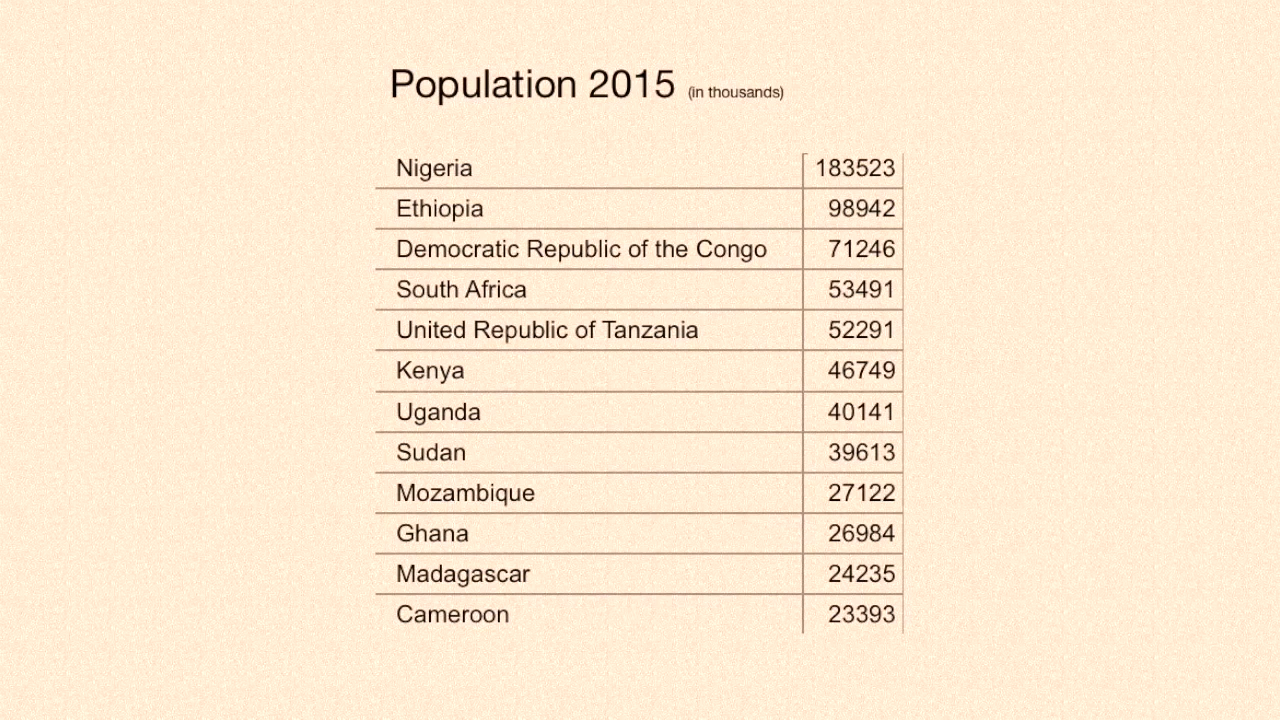 Population 2015 (in thousands)
Nigeria 183523
Ethiopia 98942
Democratic Republic of the Congo 71246
South Africa 53491
United Republic of Tanzania 52291
Kenya 46749
Uganda 40141
Sudan 39613
Mozambique 27122
Ghana 26984
Madagascar 24235
Cameroon 23393